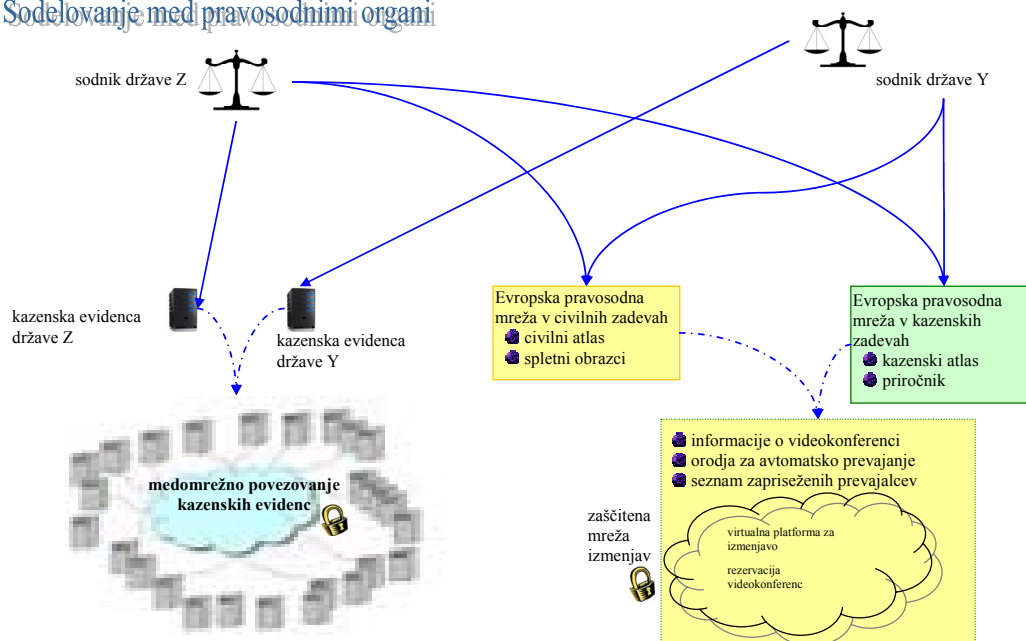 Sodelovanje med pravosodnimi organi
sodnik države Z
sodnik države Y
kazenska evidenca
države Z
kazenska evidenca
države Y
Evropska pravosodna
mreža v civilnih zadevah
civilni atlas
spletni obrazci
Evropska pravosodna
mreža v kazenskih
zadevah
kazenski atlas
priročnik
medomrežno povezovanje
kazenskih evidenc
informacije o videokonferenci
orodja za avtomatsko prevajanje
seznam zapriseženih prevajalcev
zaščitena
mreža
izmenjav
virtualna platforma za
izmenjavo
rezervacija
videokonferenc